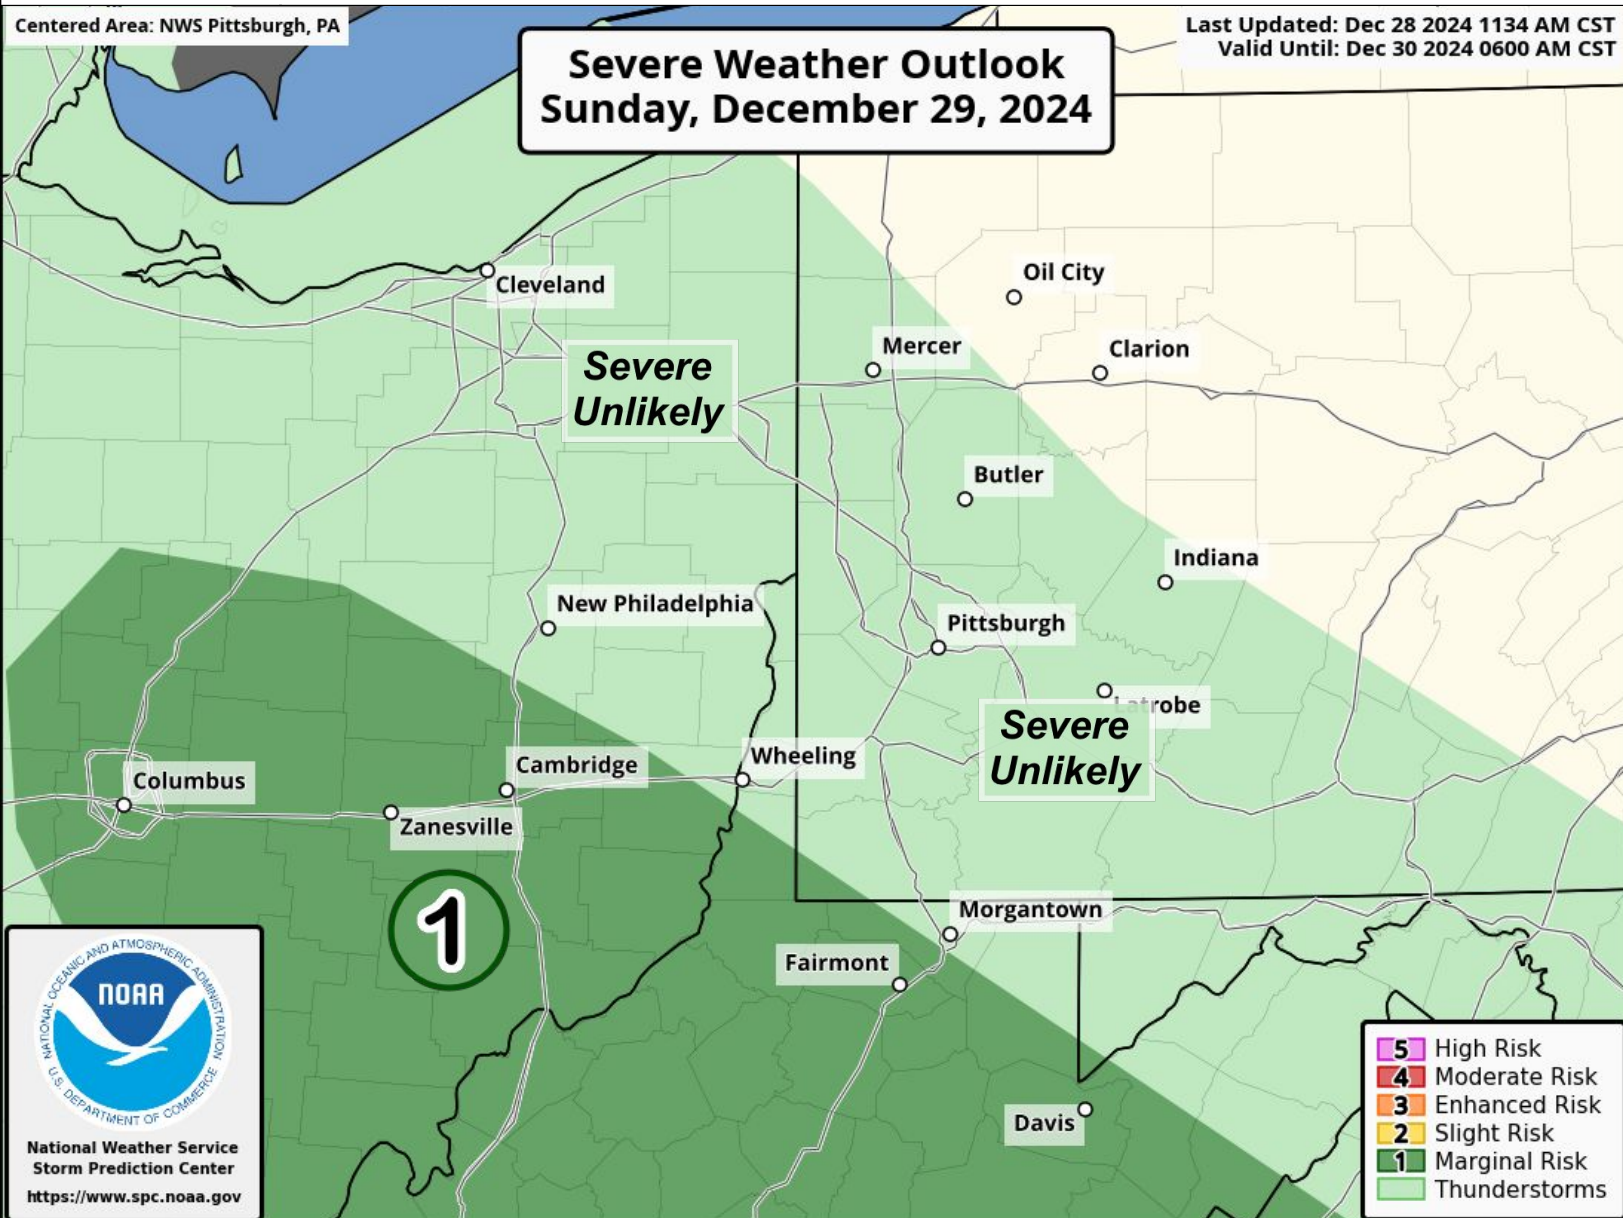 Centered Area: NWS Pittsburgh, PA
Last Updated: Dec 28 2024 1134 AM CST
Valid Until: Dec 30 2024 0600 AM CST
Severe Weather Outlook
Sunday, December 29, 2024
Oil City
Cleveland
Mercer
Clarion
Severe
Unlikely
Butler
Indiana
New Philadelphia
Pittsburgh
Latrobe
Severe
Unlikely
Wheeling
Cambridge
Columbus
Zanesville
1
Morgantown
Fairmont
Davis
NATIONAL OCEANIC AND ATMOSPHERIC ADMINISTRATION
NOAA
U.S. DEPARTMENT OF COMMERCE
National Weather Service
Storm Prediction Center
https://www.spc.noaa.gov
5 High Risk
4 Moderate Risk
3 Enhanced Risk
2 Slight Risk
1 Marginal Risk
Thunderstorms